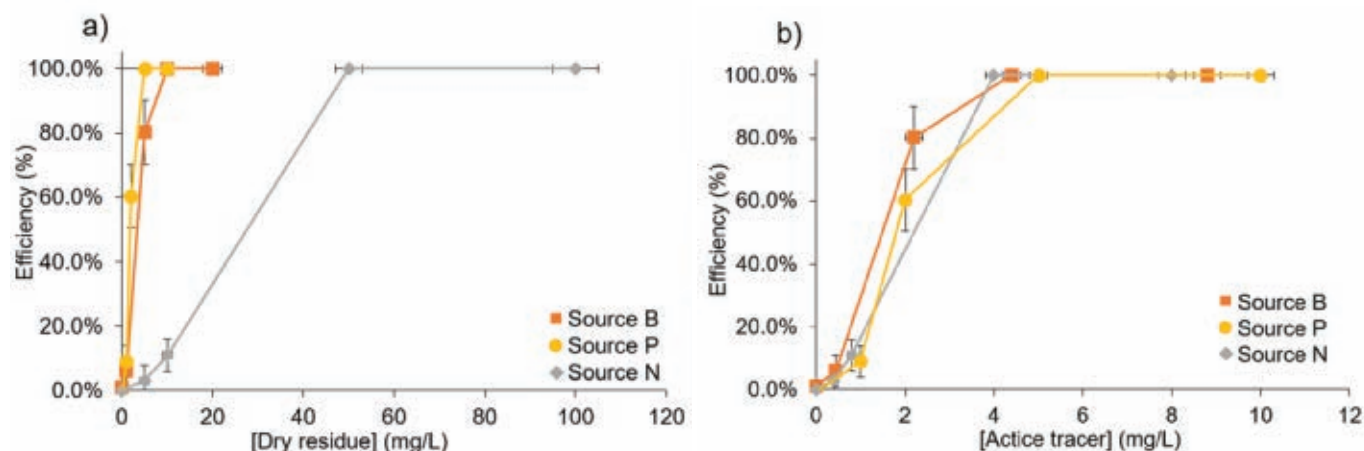 a)
Efficiency (%)
100.0%
80.0%
60.0%
40.0%
20.0%
0.0%
0 20 40 60 80 100 120
[Dry residue] (mg/L)
Source B
Source P
Source N
b)
Efficiency (%)
100.0%
80.0%
60.0%
40.0%
20.0%
0.0%
0 2 4 6 8 10 12
[Actice tracer] (mg/L)
Source B
Source P
Source N